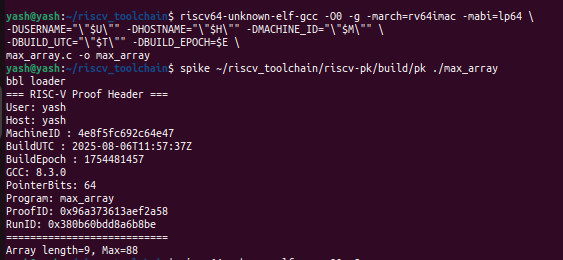 yash@yash:~/riscv_toolchain$ riscv64-unknown-elf-gcc -O0 -g -march=rv64imac -mabi=lp64 \
-DUSERNAME="\"$U\"" -DHOSTNAME="\"$H\"" -DMACHINE_ID="\"$M\"" \
-DBUILD_UTC="\"$T\"" -DBUILD_EPOCH=$E \
max_array.c -o max_array
yash@yash:~/riscv_toolchain$ spike ~/riscv_toolchain/riscv-pk/build/pk ./max_array
bbl loader
=== RISC-V Proof Header ===
User: yash
Host: yash
MachineID : 4e8f5fc692c64e47
BuildUTC : 2025-08-06T11:57:37Z
BuildEpoch : 1754481457
GCC: 8.3.0
PointerBits: 64
Program: max_array
ProofID: 0x96a373613aef2a58
RunID: 0x380b60bdd8a6b8be
===========================
Array length=9, Max=88